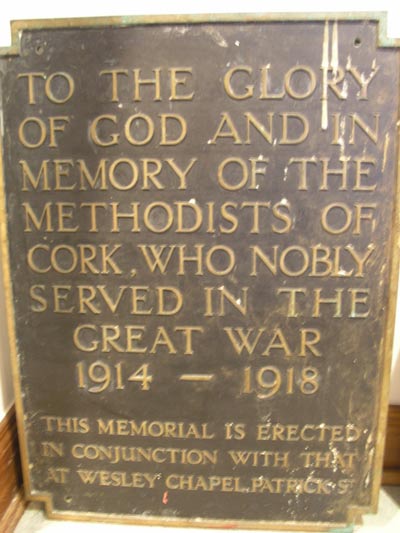 TO THE GLORY
OF GOD AND IN
MEMORY OF THE
METHODISTS OF
CORK, WHO NOBLY
SERVED IN THE
GREAT WAR
1914 — 1918
THIS MEMORIAL IS ERECTED
IN CONJUNCTION WITH THAT
AT WESLEY CHAPEL, PATRICK ST